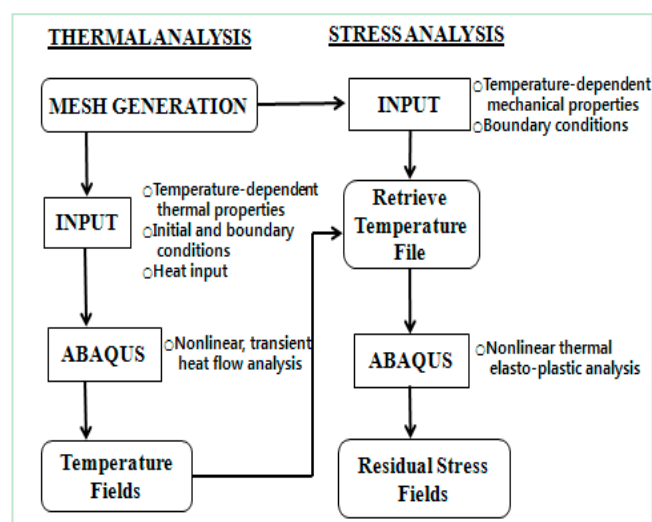 THERMAL ANALYSIS
STRESS ANALYSIS
MESH GENERATION
INPUT
○Temperature-dependent
mechanical properties
○Boundary conditions
INPUT
○Temperature-dependent
thermal properties
○Initial and boundary
conditions
○Heat input
Retrieve
Temperature
File
ABAQUS
○Nonlinear, transient
heat flow analysis
ABAQUS
○Nonlinear thermal
elasto-plastic analysis
Temperature
Fields
Residual Stress
Fields